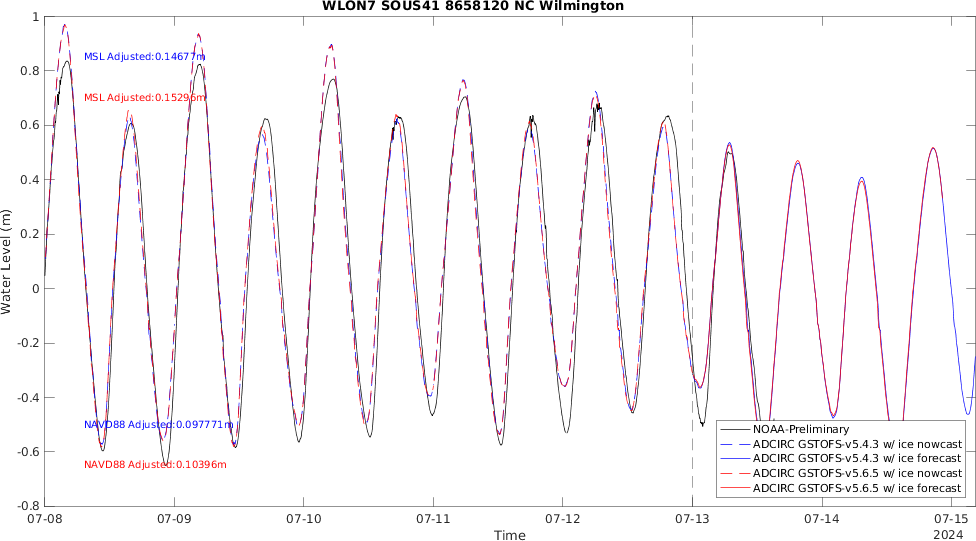 WLON7 SOUS41 8658120 NC Wilmington
1
0.8
0.6
0.4
0.2
0
-0.2
-0.4
-0.6
-0.8
Water Level (m)
MSL Adjusted:0.14677m
MSL Adjusted:0.15296m
NAVD88 Adjusted:0.097771m
NAVD88 Adjusted:0.10396m
NOAA-Preliminary
ADCIRC GSTOFS-v5.4.3 w/ ice nowcast
ADCIRC GSTOFS-v5.4.3 w/ ice forecast
ADCIRC GSTOFS-v5.6.5 w/ ice nowcast
ADCIRC GSTOFS-v5.6.5 w/ ice forecast
07-08 07-09 07-10 07-11 07-12 07-13 07-14 07-15
Time
2024